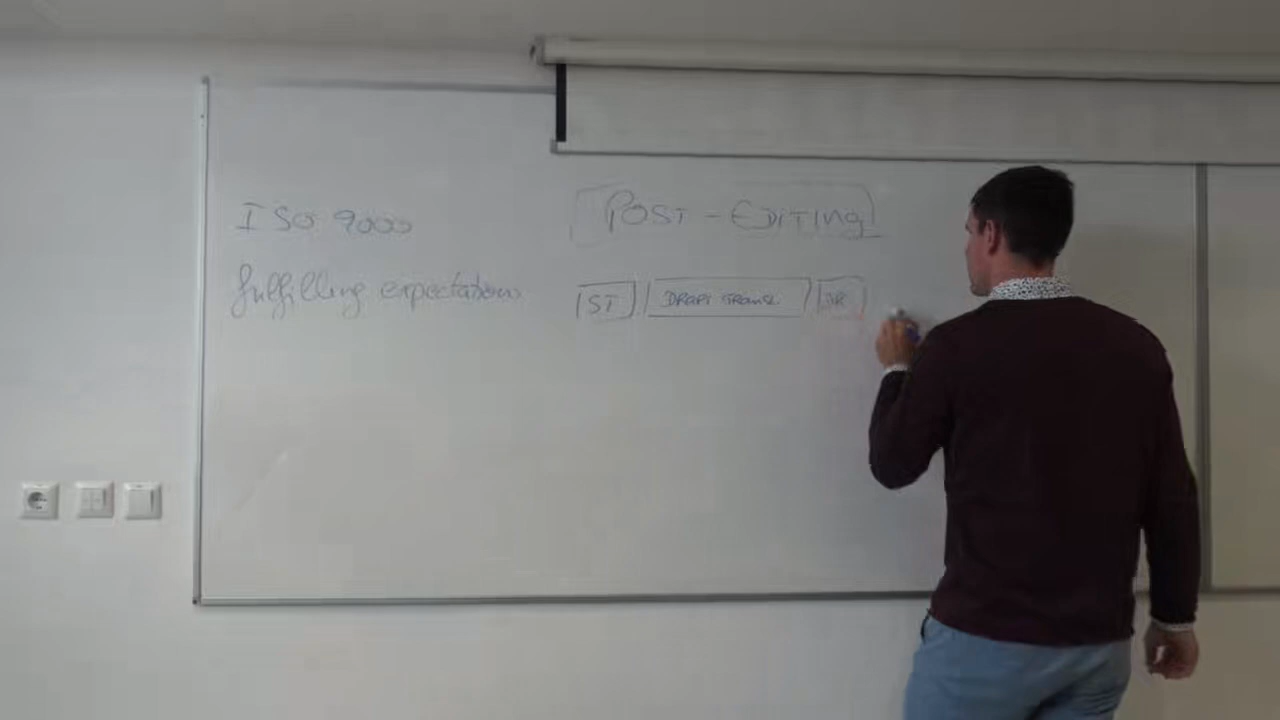 ISO 9000
fulfilling expectations
POST - EDITING
ST DRAFT TRANSL